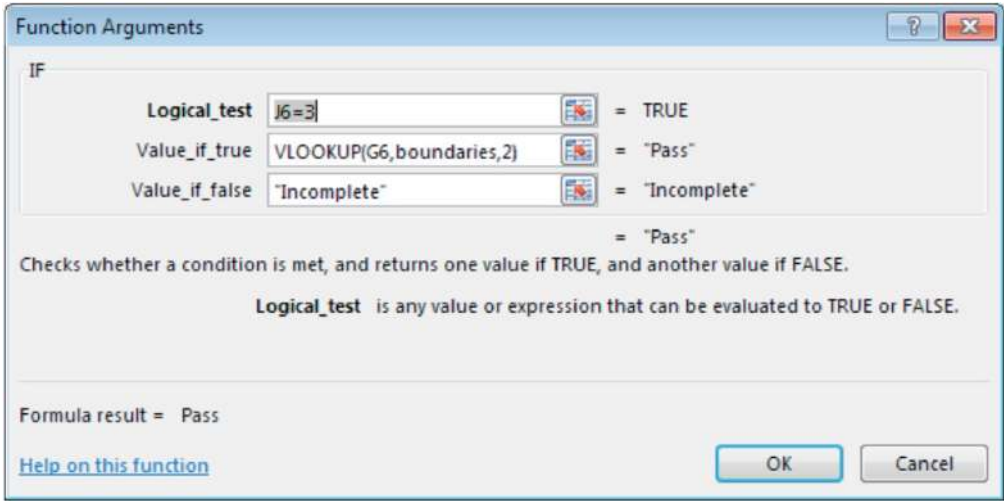 Function Arguments
IF
Logical_test J6=3 = TRUE
Value_if_true VLOOKUP(G6,boundaries,2) = "Pass"
Value_if_false "Incomplete" = "Incomplete"
= "Pass"
Checks whether a condition is met, and returns one value if TRUE, and another value if FALSE.
Logical_test is any value or expression that can be evaluated to TRUE or FALSE.
Formula result = Pass
Help on this function OK Cancel